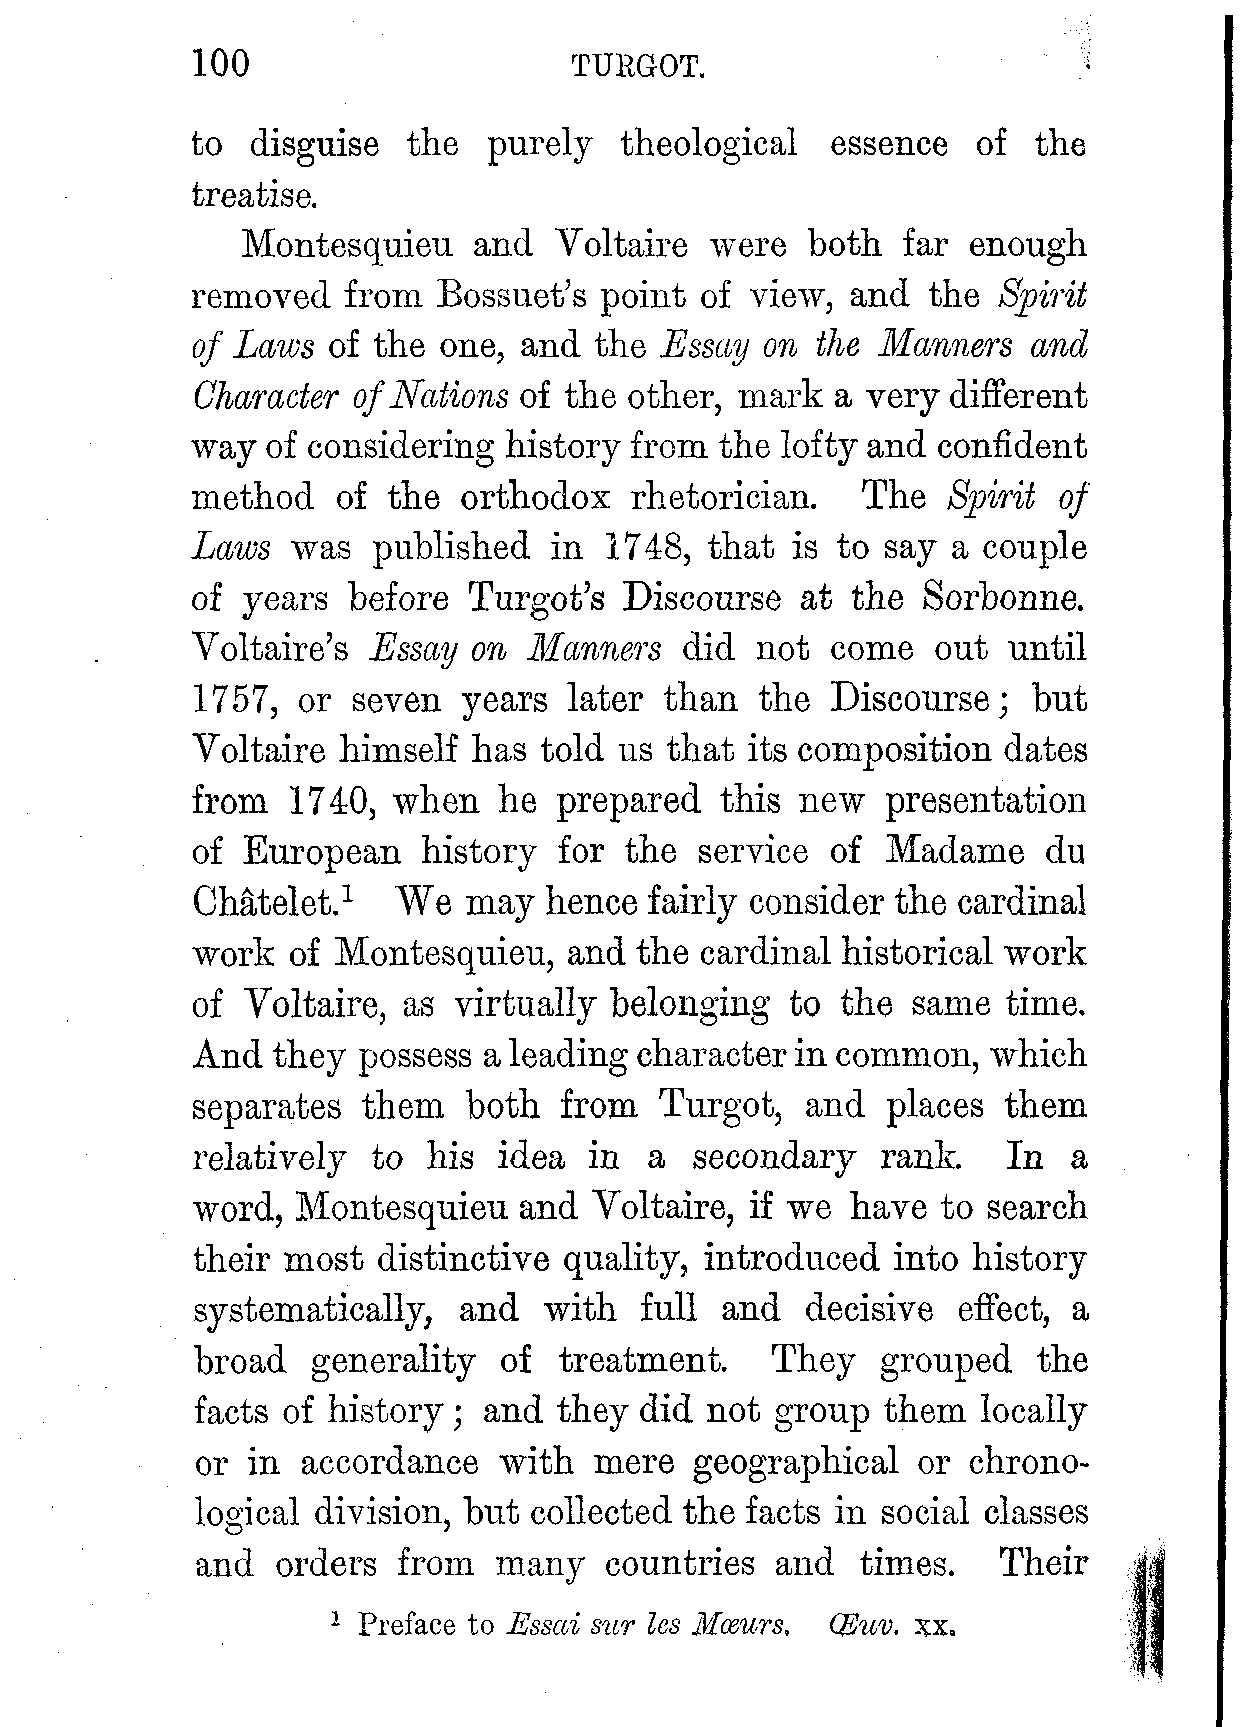 100 TURGOT.
to disguise the purely theological essence of the
treatise.
Montesquieu and Voltaire were both far enough
removed from Bossuet's point of view, and the Spirit
of Laws of the one, and the Essay on the Manners and
Character of Nations of the other, mark a very different
way of considering history from the lofty and confident
method of the orthodox rhetorician. The Spirit of
Laws was published in 1748, that is to say a couple
of years before Turgot's Discourse at the Sorbonne.
Voltaire's Essay on Manners did not come out until
1757, or seven years later than the Discourse; but
Voltaire himself has told us that its composition dates
from 1740, when he prepared this new presentation
of European history for the service of Madame du
Châtelet.¹ We may hence fairly consider the cardinal
work of Montesquieu, and the cardinal historical work
of Voltaire, as virtually belonging to the same time.
And they possess a leading character in common, which
separates them both from Turgot, and places them
relatively to his idea in a secondary rank. In a
word, Montesquieu and Voltaire, if we have to search
their most distinctive quality, introduced into history
systematically, and with full and decisive effect, a
broad generality of treatment. They grouped the
facts of history; and they did not group them locally
or in accordance with mere geographical or chrono-
logical division, but collected the facts in social classes
and orders from many countries and times. Their
¹ Preface to Essai sur les Mœurs. Œuv. xx.